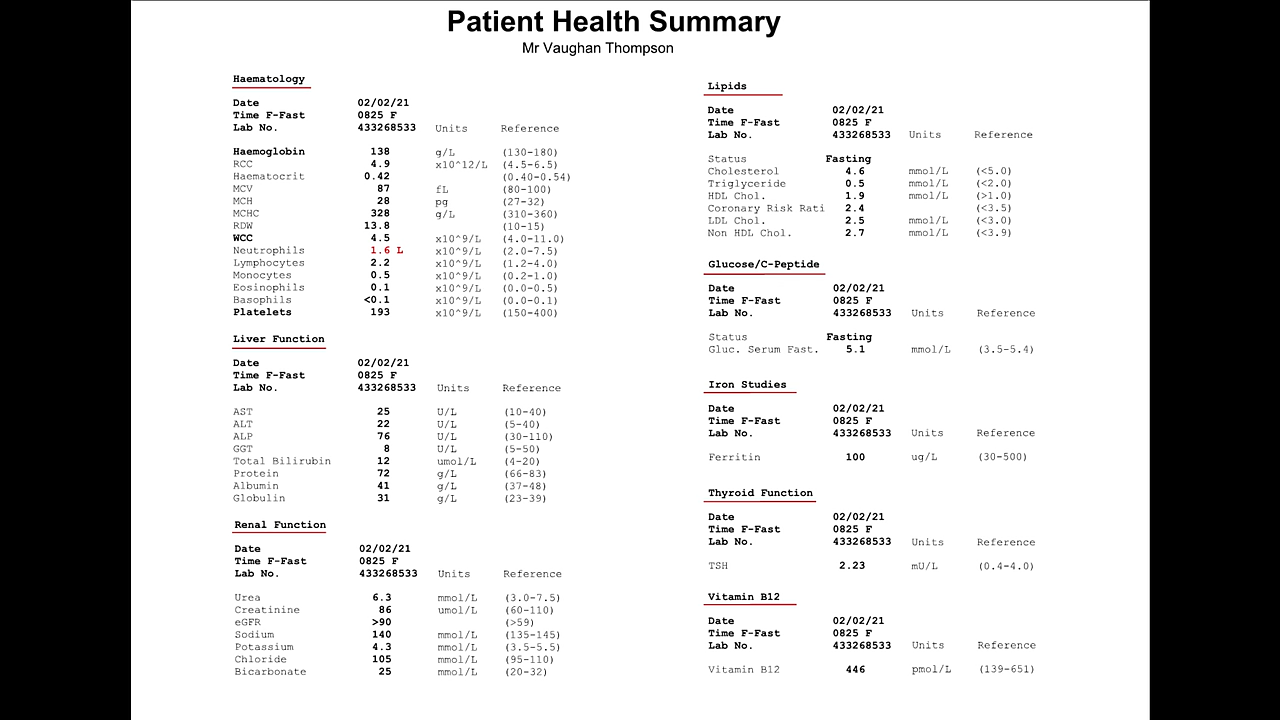 Patient Health Summary
Mr Vaughan Thompson
Haematology
Date 02/02/21
Time F-Fast 0825 F
Lab No. 433268533 Units Reference
Haemoglobin 138 g/L (130-180)
RCC 4.9 x10^12/L (4.5-6.5)
Haematocrit 0.42 (0.40-0.54)
MCV 87 fL (80-100)
MCH 28 pg (27-32)
MCHC 328 g/L (310-360)
RDW 13.8 (10-15)
WCC 4.5 x10^9/L (4.0-11.0)
Neutrophils 1.6 L x10^9/L (2.0-7.5)
Lymphocytes 2.2 x10^9/L (1.2-4.0)
Monocytes 0.5 x10^9/L (0.2-1.0)
Eosinophils 0.1 x10^9/L (0.0-0.5)
Basophils <0.1 x10^9/L (0.0-0.1)
Platelets 193 x10^9/L (150-400)
Liver Function
Date 02/02/21
Time F-Fast 0825 F
Lab No. 433268533 Units Reference
AST 25 U/L (10-40)
ALT 22 U/L (5-40)
ALP 76 U/L (30-110)
GGT 8 U/L (5-50)
Total Bilirubin 12 umol/L (4-20)
Protein 72 g/L (66-83)
Albumin 41 g/L (37-48)
Globulin 31 g/L (23-39)
Renal Function
Date 02/02/21
Time F-Fast 0825 F
Lab No. 433268533 Units Reference
Urea 6.3 mmol/L (3.0-7.5)
Creatinine 86 umol/L (60-110)
eGFR >90 (>59)
Sodium 140 mmol/L (135-145)
Potassium 4.3 mmol/L (3.5-5.5)
Chloride 105 mmol/L (95-110)
Bicarbonate 25 mmol/L (20-32)
Lipids
Date 02/02/21
Time F-Fast 0825 F
Lab No. 433268533 Units Reference
Status Fasting
Cholesterol 4.6 mmol/L (<5.0)
Triglyceride 0.5 mmol/L (<2.0)
HDL Chol. 1.9 mmol/L (>1.0)
Coronary Risk Rati 2.4 (<3.5)
LDL Chol. 2.5 mmol/L (<3.0)
Non HDL Chol. 2.7 mmol/L (<3.9)
Glucose/C-Peptide
Date 02/02/21
Time F-Fast 0825 F
Lab No. 433268533 Units Reference
Status Fasting
Gluc. Serum Fast. 5.1 mmol/L (3.5-5.4)
Iron Studies
Date 02/02/21
Time F-Fast 0825 F
Lab No. 433268533 Units Reference
Ferritin 100 ug/L (30-500)
Thyroid Function
Date 02/02/21
Time F-Fast 0825 F
Lab No. 433268533 Units Reference
TSH 2.23 mU/L (0.4-4.0)
Vitamin B12
Date 02/02/21
Time F-Fast 0825 F
Lab No. 433268533 Units Reference
Vitamin B12 446 pmol/L (139-651)